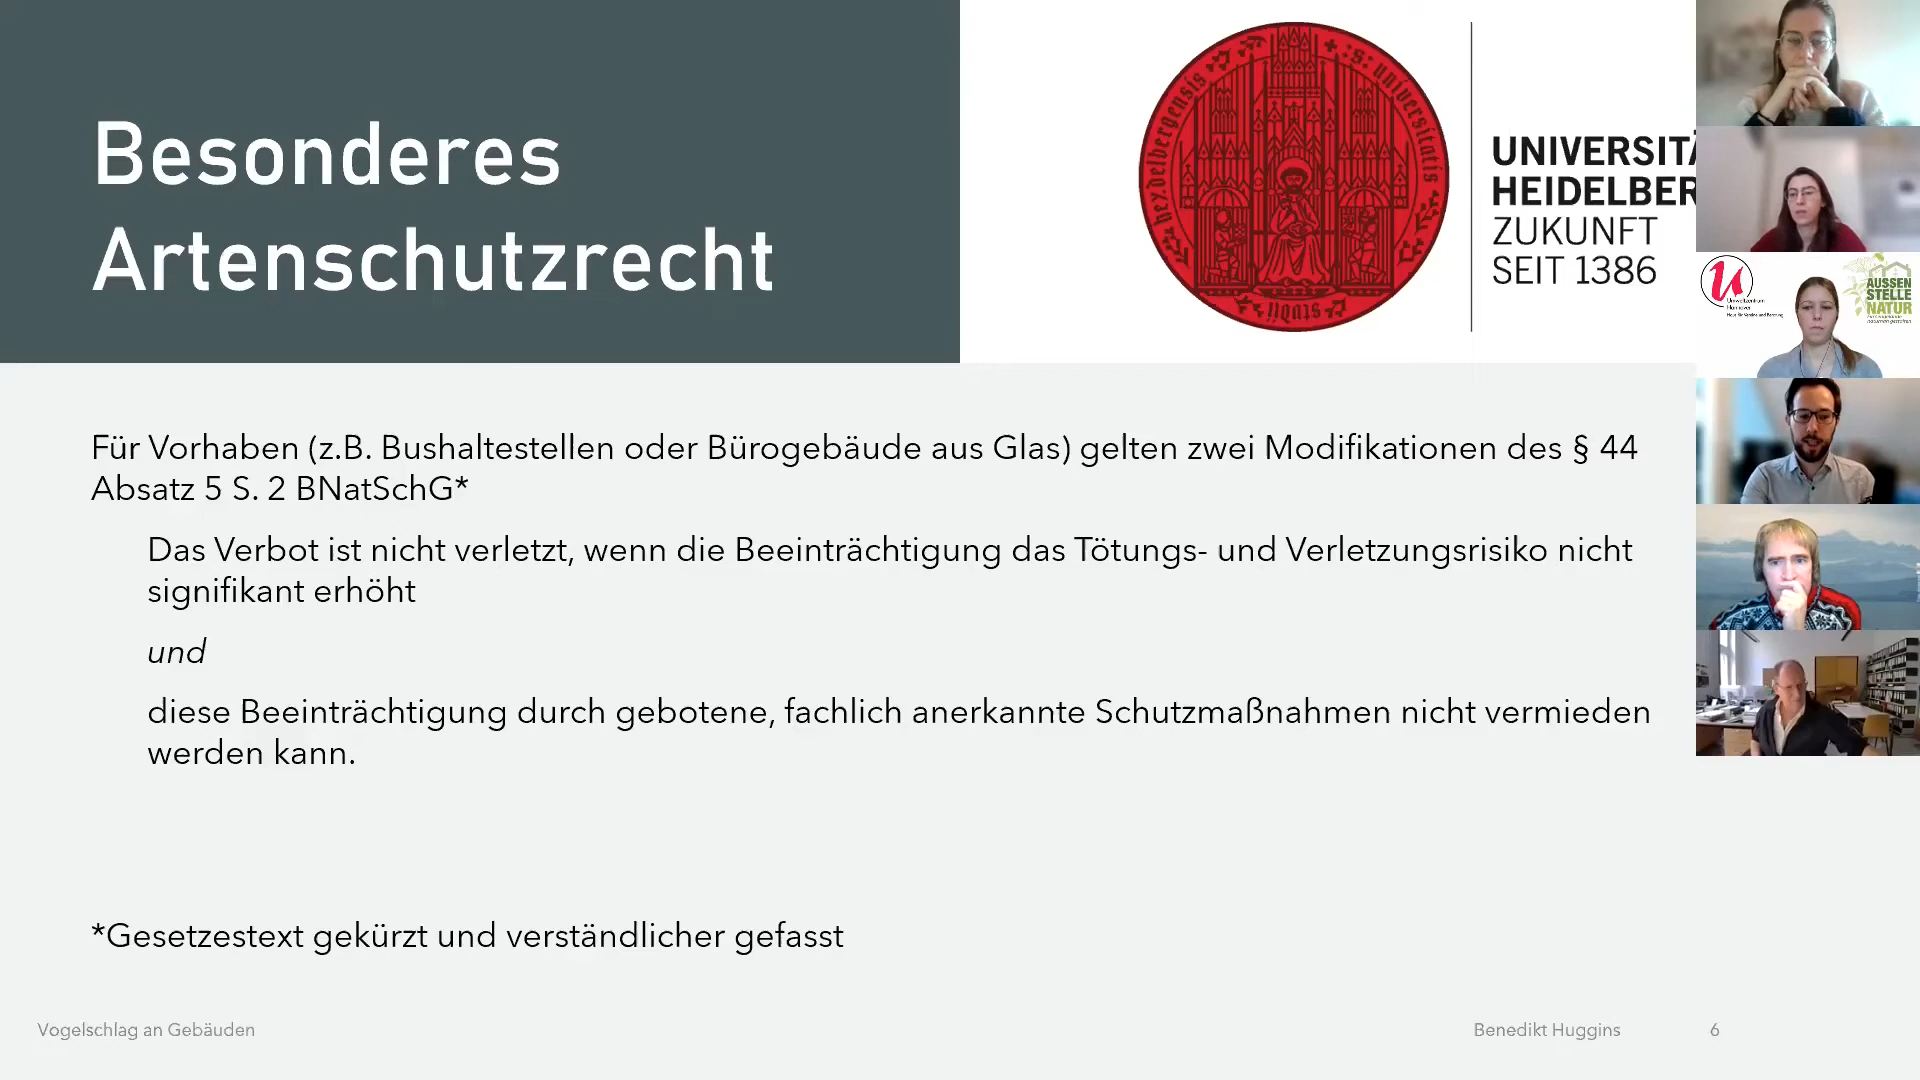 Besonderes
Artenschutzrecht
UNIVERSITÄ
HEIDELBER
ZUKUNFT
SEIT 1386
Für Vorhaben (z.B. Bushaltestellen oder Bürogebäude aus Glas) gelten zwei Modifikationen des § 44
Absatz 5 S. 2 BNatSchG*
Das Verbot ist nicht verletzt, wenn die Beeinträchtigung das Tötungs- und Verletzungsrisiko nicht
signifikant erhöht
und
diese Beeinträchtigung durch gebotene, fachlich anerkannte Schutzmaßnahmen nicht vermieden
werden kann.
*Gesetzestext gekürzt und verständlicher gefasst
Vogelschlag an Gebäuden
Benedikt Huggins
6
Umweltzentrum
Hannover
AUSSEN
STELLE
NATUR